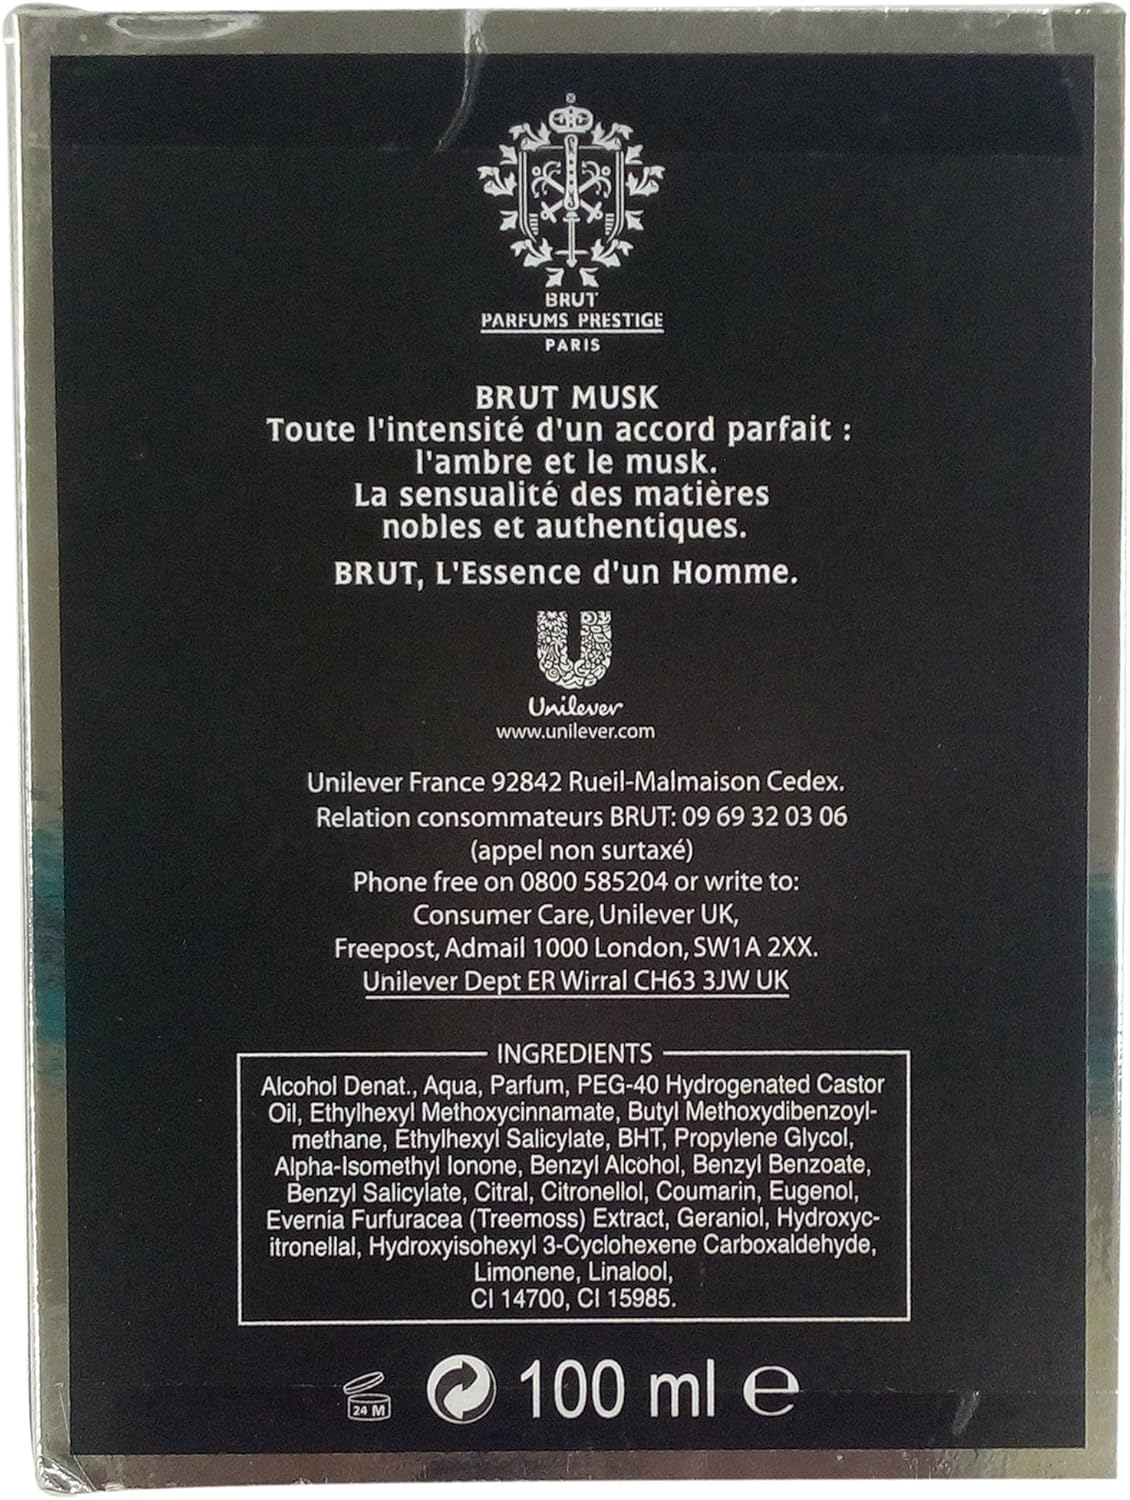 BRUT
PARFUMS PRESTIGE
PARIS
BRUT MUSK
Toute l'intensité d'un accord parfait :
l'ambre et le musk.
La sensualité des matières
nobles et authentiques.
BRUT, L'Essence d'un Homme.
Unilever
www.unilever.com
Unilever France 92842 Rueil-Malmaison Cedex.
Relation consommateurs BRUT: 09 69 32 03 06
(appel non surtaxé)
Phone free on 0800 585204 or write to:
Consumer Care, Unilever UK,
Freepost, Admail 1000 London, SW1A 2XX.
Unilever Dept ER Wirral CH63 3JW UK
INGREDIENTS
Alcohol Denat., Aqua, Parfum, PEG-40 Hydrogenated Castor
Oil, Ethylhexyl Methoxycinnamate, Butyl Methoxydibenzoyl-
methane, Ethylhexyl Salicylate, BHT, Propylene Glycol,
Alpha-Isomethyl Ionone, Benzyl Alcohol, Benzyl Benzoate,
Benzyl Salicylate, Citral, Citronellol, Coumarin, Eugenol,
Evernia Furfuracea (Treemoss) Extract, Geraniol, Hydroxyc-
itronellal, Hydroxyisohexyl 3-Cyclohexene Carboxaldehyde,
Limonene, Linalool,
CI 14700, CI 15985.
24 M
100 ml e